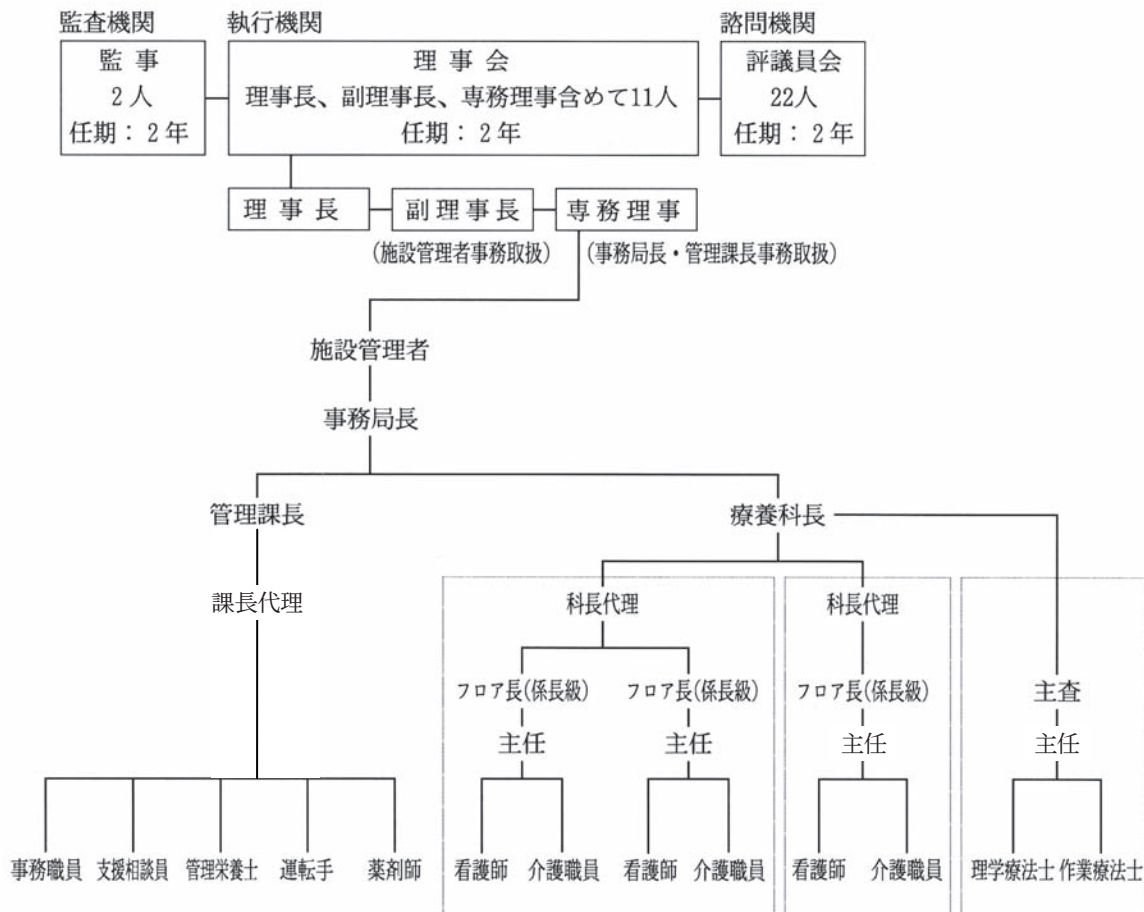 監査機関
執行機関
諮問機関
監 事
2人
任期：2年
理 事 会
理事長、副理事長、専務理事含めて11人
任期：2年
評議員会
22人
任期：2年
理 事 長
副 理 事 長
専 務 理 事
(施設管理者事務取扱)
(事務局長・管理課長事務取扱)
施設管理者
事務局長
管理課長
療養科長
課長代理
科長代理
科長代理
フロア長(係長級)
フロア長(係長級)
フロア長(係長級)
主査
主任
主任
主任
主任
事務職員
支援相談員
管理栄養士
運転手
薬剤師
看護師
介護職員
看護師
介護職員
看護師
介護職員
理学療法士
作業療法士